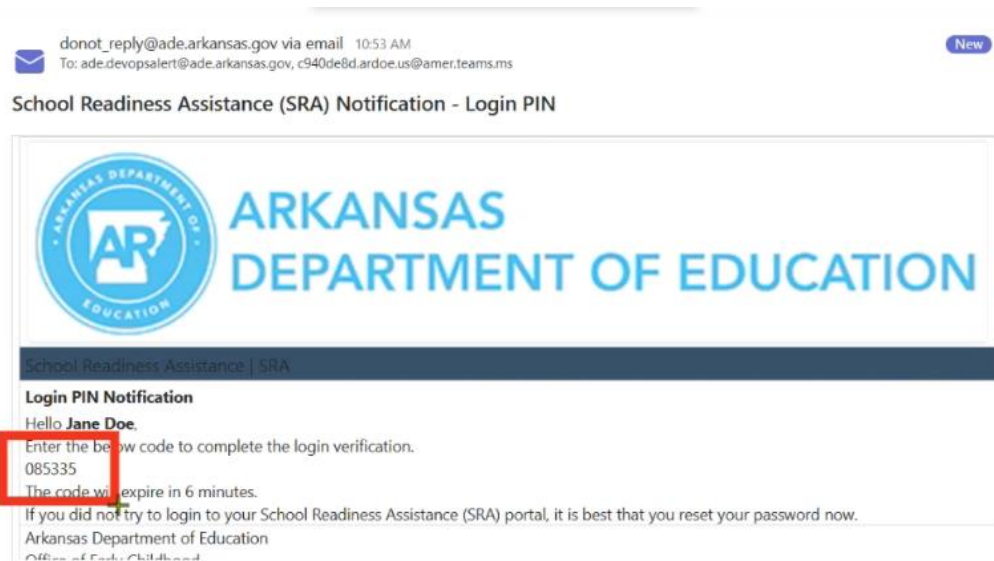 donot_reply@ade.arkansas.gov via email 10:53 AM
New
To: ade.devopsalert@ade.arkansas.gov, c940de8d.ardoe.us@amer.teams.ms
School Readiness Assistance (SRA) Notification - Login PIN
ARKANSAS DEPARTMENT OF EDUCATION
AR
ARKANSAS
DEPARTMENT OF EDUCATION
School Readiness Assistance | SRA
Login PIN Notification
Hello Jane Doe,
Enter the below code to complete the login verification.
085335
The code will expire in 6 minutes.
If you did not try to login to your School Readiness Assistance (SRA) portal, it is best that you reset your password now.
Arkansas Department of Education
Office of Early Childhood